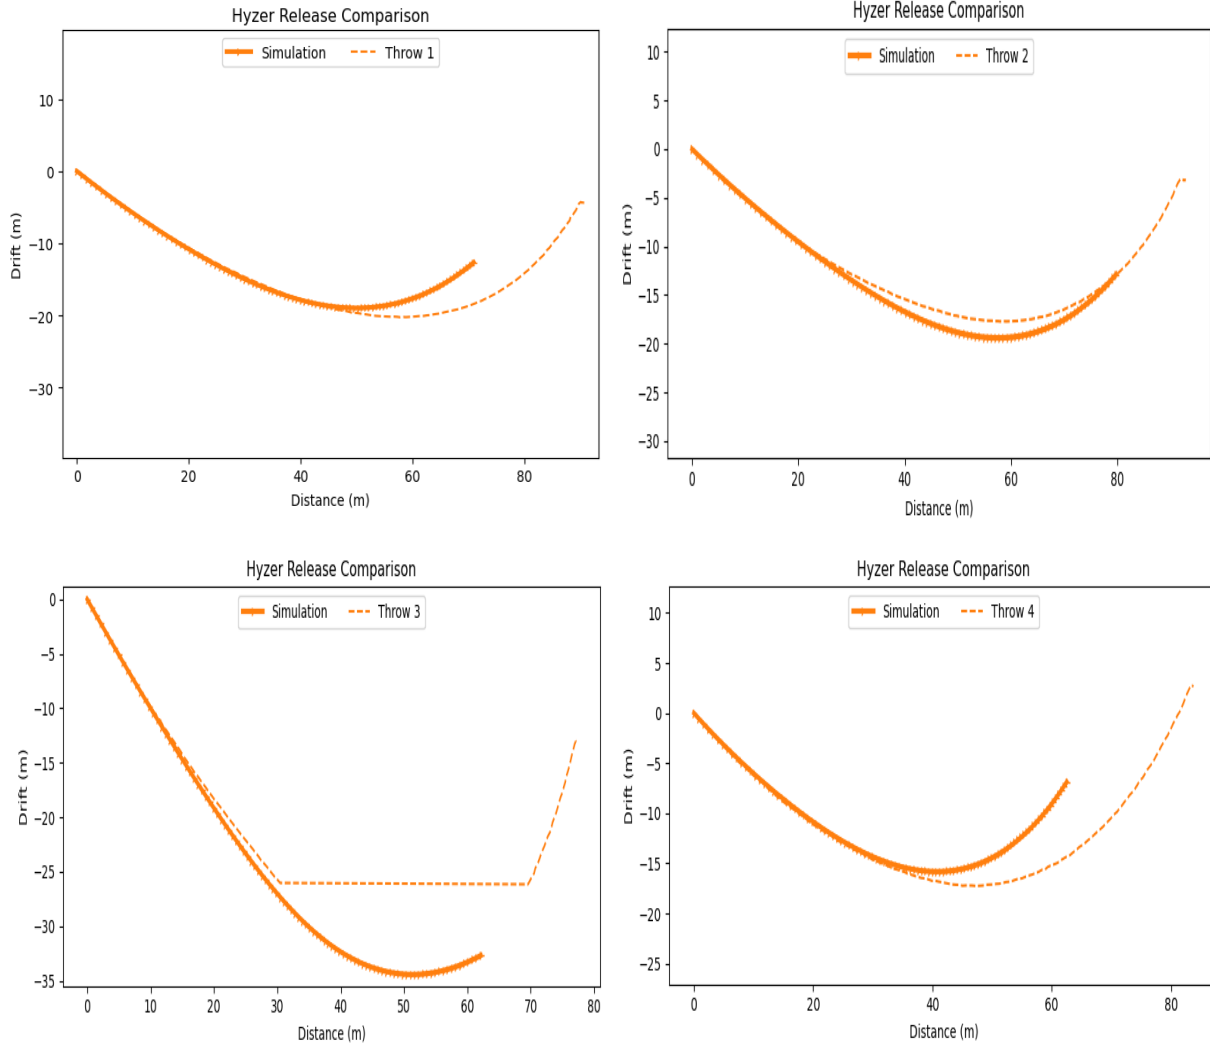 Hyzer Release Comparison
Simulation Throw 1
10
0
−10
−20
−30
Drift (m)
0 20 40 60 80
Distance (m)
Hyzer Release Comparison
Simulation Throw 2
10
5
0
−5
−10
−15
−20
−25
−30
Drift (m)
0 20 40 60 80
Distance (m)
Hyzer Release Comparison
Simulation Throw 3
0
−5
−10
−15
−20
−25
−30
−35
Drift (m)
0 10 20 30 40 50 60 70 80
Distance (m)
Hyzer Release Comparison
Simulation Throw 4
10
5
0
−5
−10
−15
−20
−25
Drift (m)
0 20 40 60 80
Distance (m)